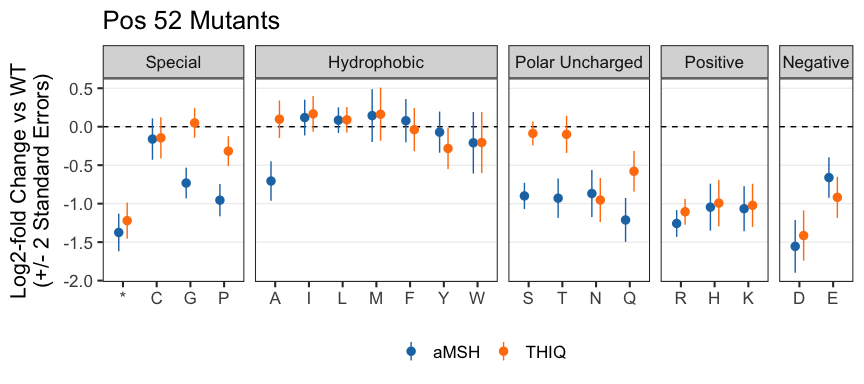 Pos 52 Mutants
Special
Hydrophobic
Polar Uncharged
Positive
Negative
Log2-fold Change vs WT
(+/- 2 Standard Errors)
0.5
0.0
-0.5
-1.0
-1.5
-2.0
* C G P
A I L M F Y W
S T N Q
R H K
D E
aMSH
THIQ